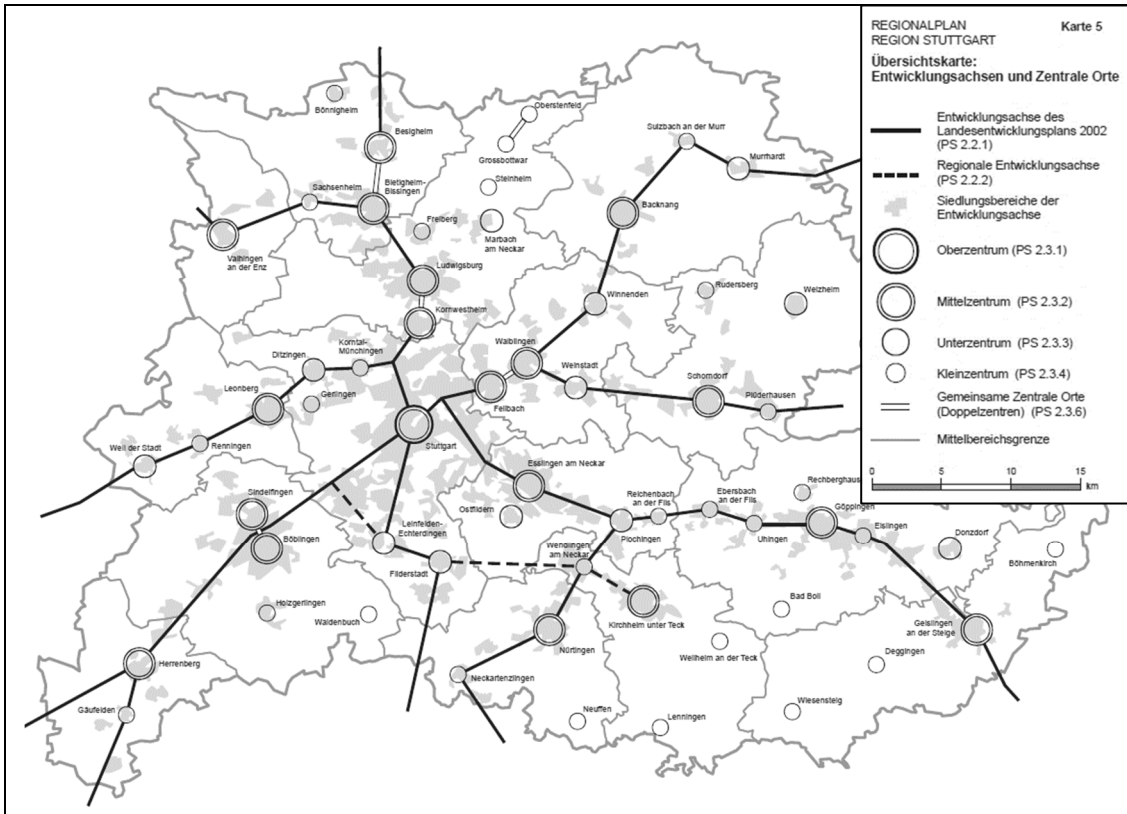 REGIONALPLAN
REGION STUTTGART
Karte 5
Übersichtskarte:
Entwicklungsachsen und Zentrale Orte
Entwicklungsachse des
Landesentwicklungsplans 2002
(PS 2.2.1)
Regionale Entwicklungsachse
(PS 2.2.2)
Siedlungsbereiche der
Entwicklungsachse
Oberzentrum (PS 2.3.1)
Mittelzentrum (PS 2.3.2)
Unterzentrum (PS 2.3.3)
Kleinzentrum (PS 2.3.4)
Gemeinsame Zentrale Orte
(Doppelzentren) (PS 2.3.6)
Mittelbereichsgrenze
0
5
10
15
km
Bönnigheim
Oberstenfeld
Besigheim
Sulzbach an der Murr
Grossbottwar
Murrhardt
Sachsenheim
Bietigheim-
Bissingen
Steinheim
Backnang
Freiberg
Marbach
am Neckar
Vaihingen
an der Enz
Ludwigsburg
Rudersberg
Welzheim
Winnenden
Kornwestheim
Korntal-
Münchingen
Ditzingen
Waiblingen
Weinstadt
Schorndorf
Leonberg
Gerlingen
Fellbach
Plüderhausen
Stuttgart
Weil der Stadt
Renningen
Esslingen am Neckar
Sindelfingen
Reichenbach
an der Fils
Ebersbach
an der Fils
Rechberghaus
Göppingen
Ostfildern
Leinfelden-
Echterdingen
Eislingen
Donzdorf
Böblingen
Wendlingen
am Neckar
Plochingen
Uhingen
Böhmenkirch
Filderstadt
Holzgerlingen
Waldenbuch
Kirchheim unter Teck
Bad Boll
Geislingen
an der Steige
Herrenberg
Nürtingen
Weilheim an der Teck
Deggingen
Neckartenzlingen
Gäufelden
Neuffen
Lenningen
Wiesensteig